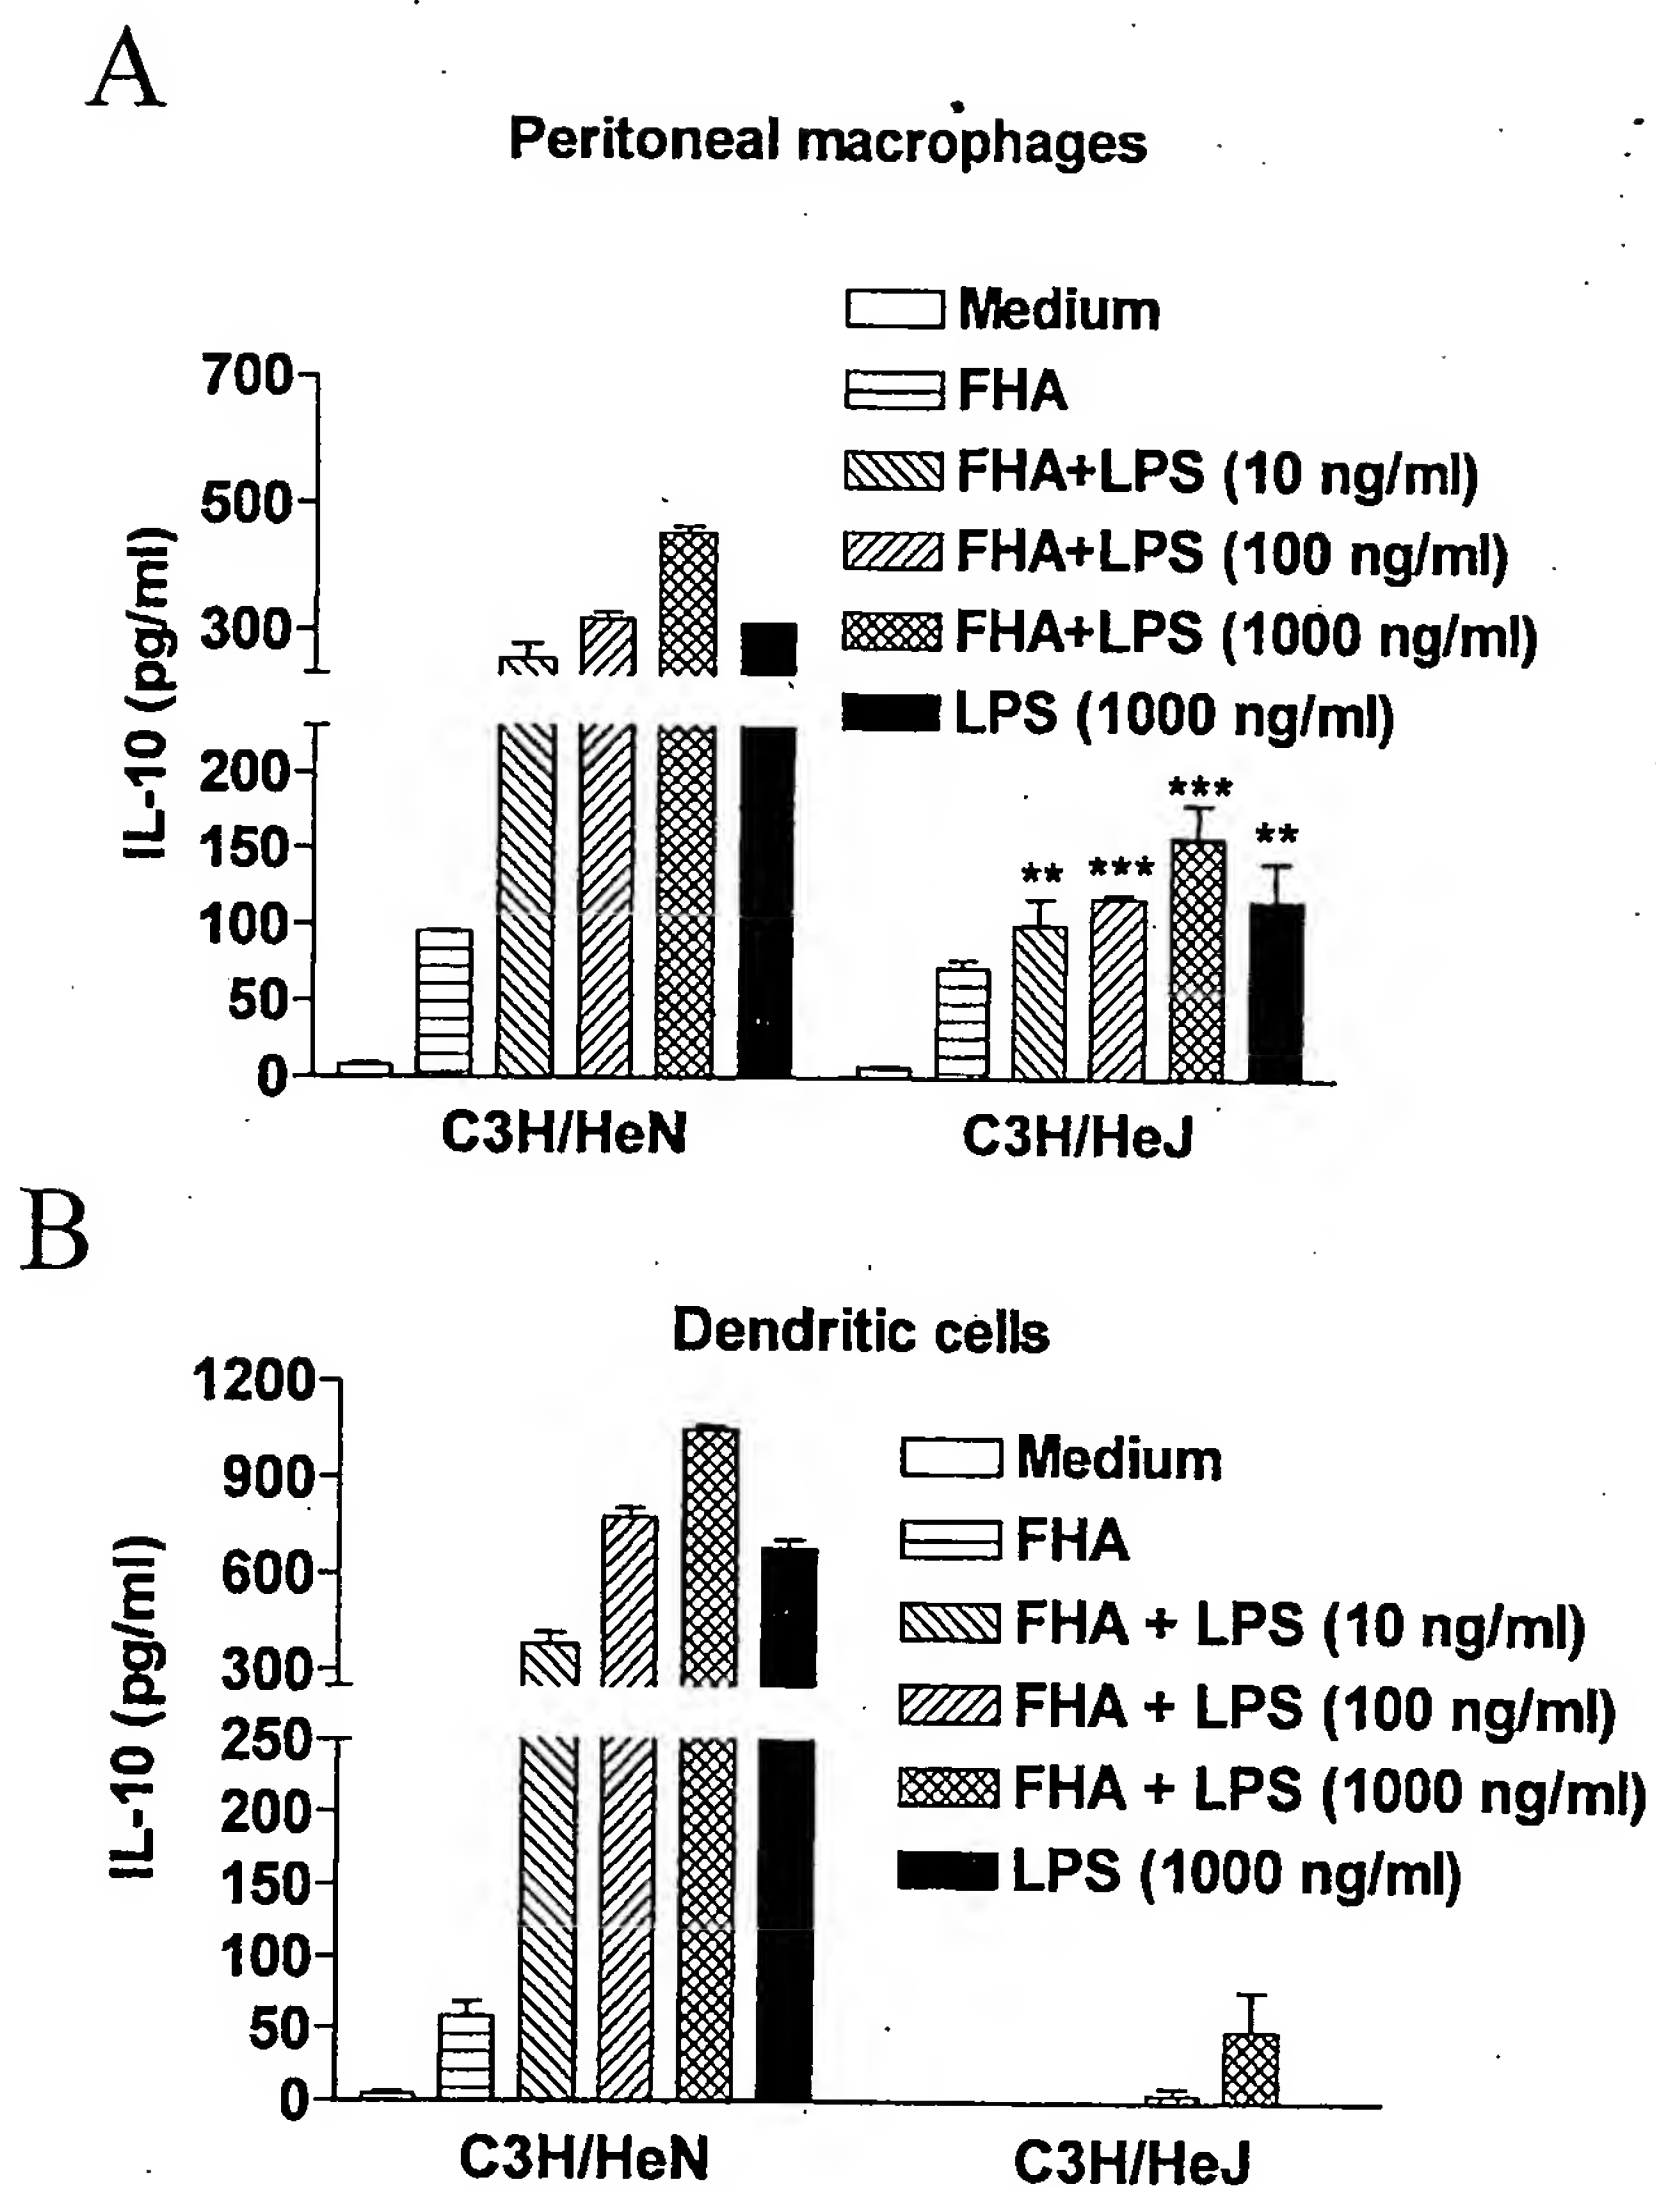 A
Peritoneal macrophages
Medium
FHA
FHA+LPS (10 ng/ml)
FHA+LPS (100 ng/ml)
FHA+LPS (1000 ng/ml)
LPS (1000 ng/ml)
IL-10 (pg/ml)
700
500
300
200
150
100
50
0
**
***
***
**
C3H/HeN
C3H/HeJ
B
Dendritic cells
Medium
FHA
FHA + LPS (10 ng/ml)
FHA + LPS (100 ng/ml)
FHA + LPS (1000 ng/ml)
LPS (1000 ng/ml)
IL-10 (pg/ml)
1200
900
600
300
250
200
150
100
50
0
C3H/HeN
C3H/HeJ